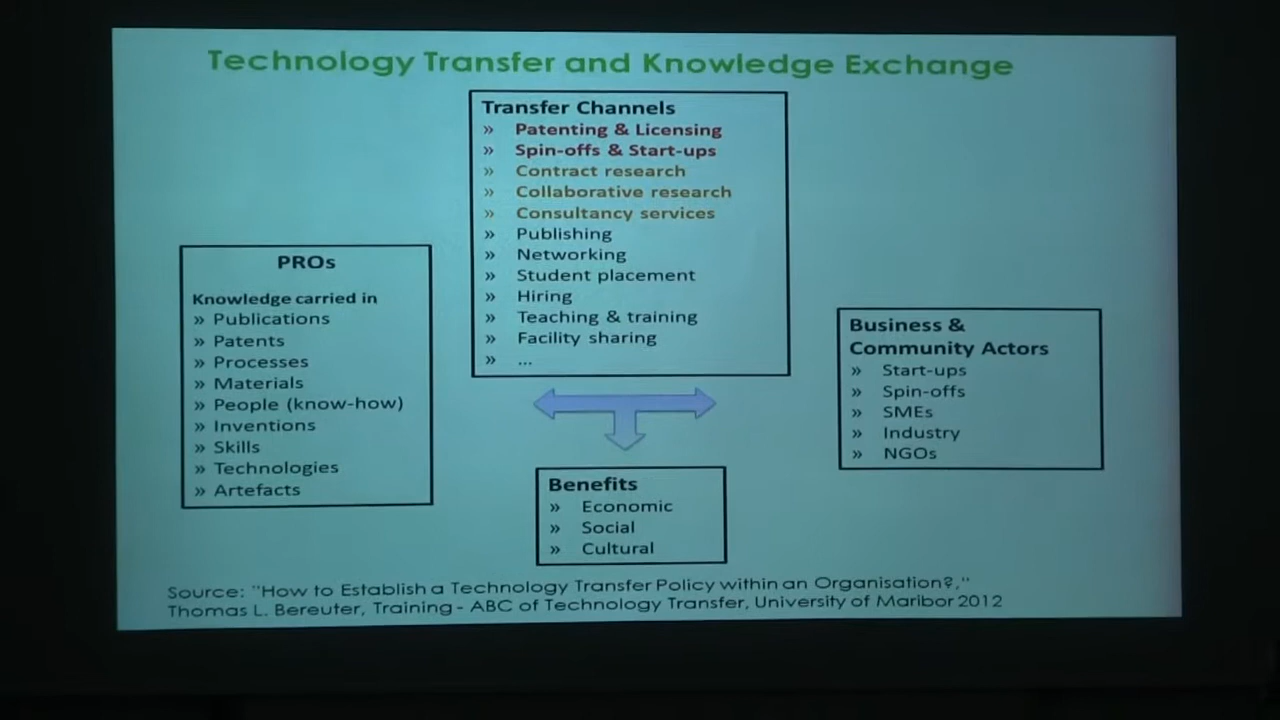 Technology Transfer and Knowledge Exchange
Transfer Channels
» Patenting & Licensing
» Spin-offs & Start-ups
» Contract research
» Collaborative research
» Consultancy services
» Publishing
» Networking
» Student placement
» Hiring
» Teaching & training
» Facility sharing
» ...
PROs
Knowledge carried in
» Publications
» Patents
» Processes
» Materials
» People (know-how)
» Inventions
» Skills
» Technologies
» Artefacts
Business &
Community Actors
» Start-ups
» Spin-offs
» SMEs
» Industry
» NGOs
Benefits
» Economic
» Social
» Cultural
Source: "How to Establish a Technology Transfer Policy within an Organisation?,"
Thomas L. Bereuter, Training - ABC of Technology Transfer, University of Maribor 2012